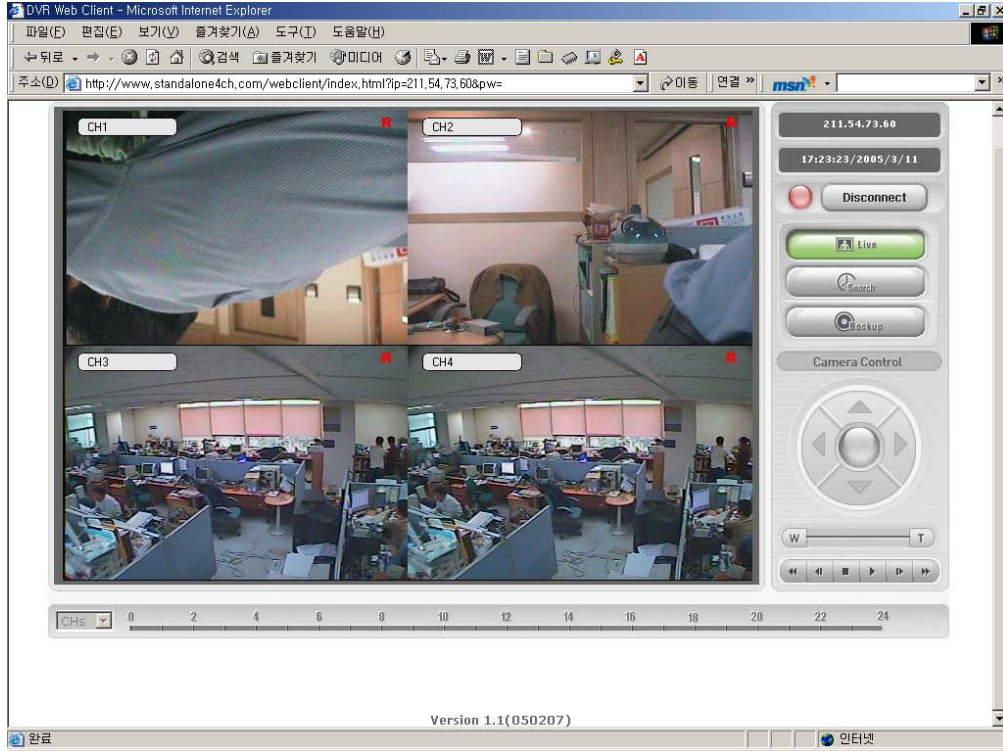 DVR Web Client - Microsoft Internet Explorer
파일(F) 편집(E) 보기(V) 즐겨찾기(A) 도구(T) 도움말(H)
뒤로 검색 즐겨찾기 미디어
주소(D) http://www.standalone4ch.com/webclient/index.html?ip=211.54.73.60&pw= 이동 연결 » msn »
CH1 R
CH2 R
211.54.73.60
17:23:23/2005/3/11
Disconnect
Live
Search
Backup
CH3 R
CH4 R
Camera Control
W T
CHs 0 2 4 6 8 10 12 14 16 18 20 22 24
Version 1.1(050207)
완료 인터넷